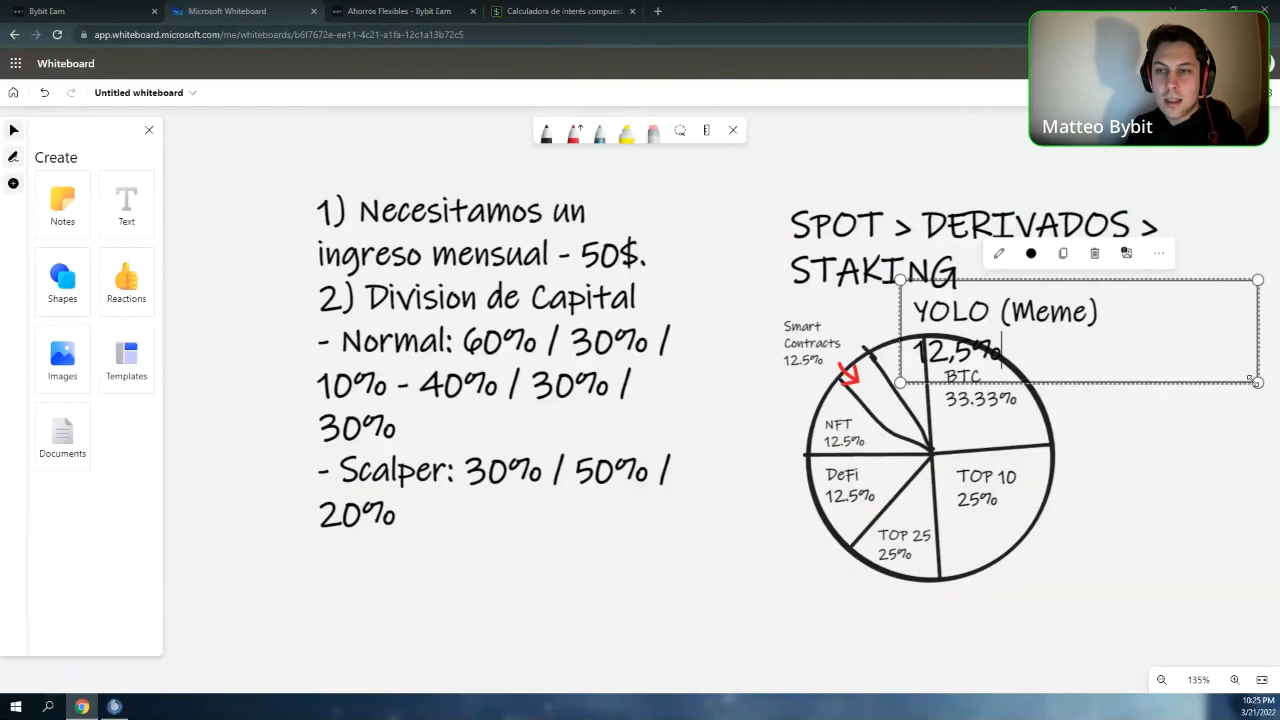 Bybit Earn
Microsoft Whiteboard
Ahorros Flexibles - Bybit Earn
Calculadora de interés compues
app.whiteboard.microsoft.com/me/whiteboards/b6f7672e-ee11-4c21-a1fa-12c1a13b72c5
Whiteboard
Untitled whiteboard
Matteo Bybit
Create
Notes
Text
Shapes
Reactions
Images
Templates
Documents
1) Necesitamos un
ingreso mensual - 50$.
2) Division de Capital
- Normal: 60% / 30% /
10% - 40% / 30% /
30%
- Scalper: 30% / 50% /
20%
SPOT > DERIVADOS >
STAKING
YOLO (Meme)
12,5%
Smart
Contracts
12.5%
BTC
33.33%
NFT
12.5%
DeFi
12.5%
TOP 10
25%
TOP 25
25%
135%
10:25 PM
3/21/2022